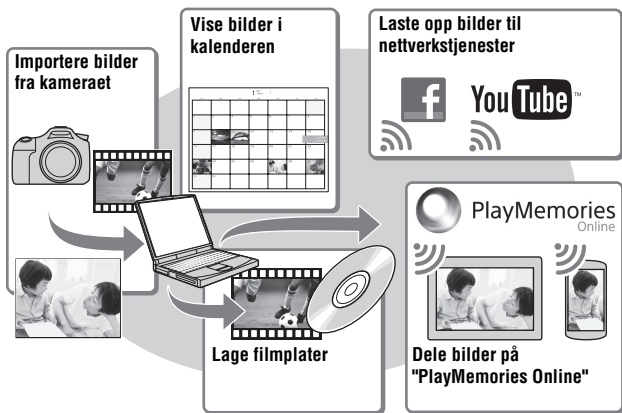 Importere bilder
fra kameraet
Vise bilder i
kalenderen
Laste opp bilder til
nettverkstjenester
f
YouTube™
PlayMemories
Online
Lage filmplater
Dele bilder på
"PlayMemories Online"